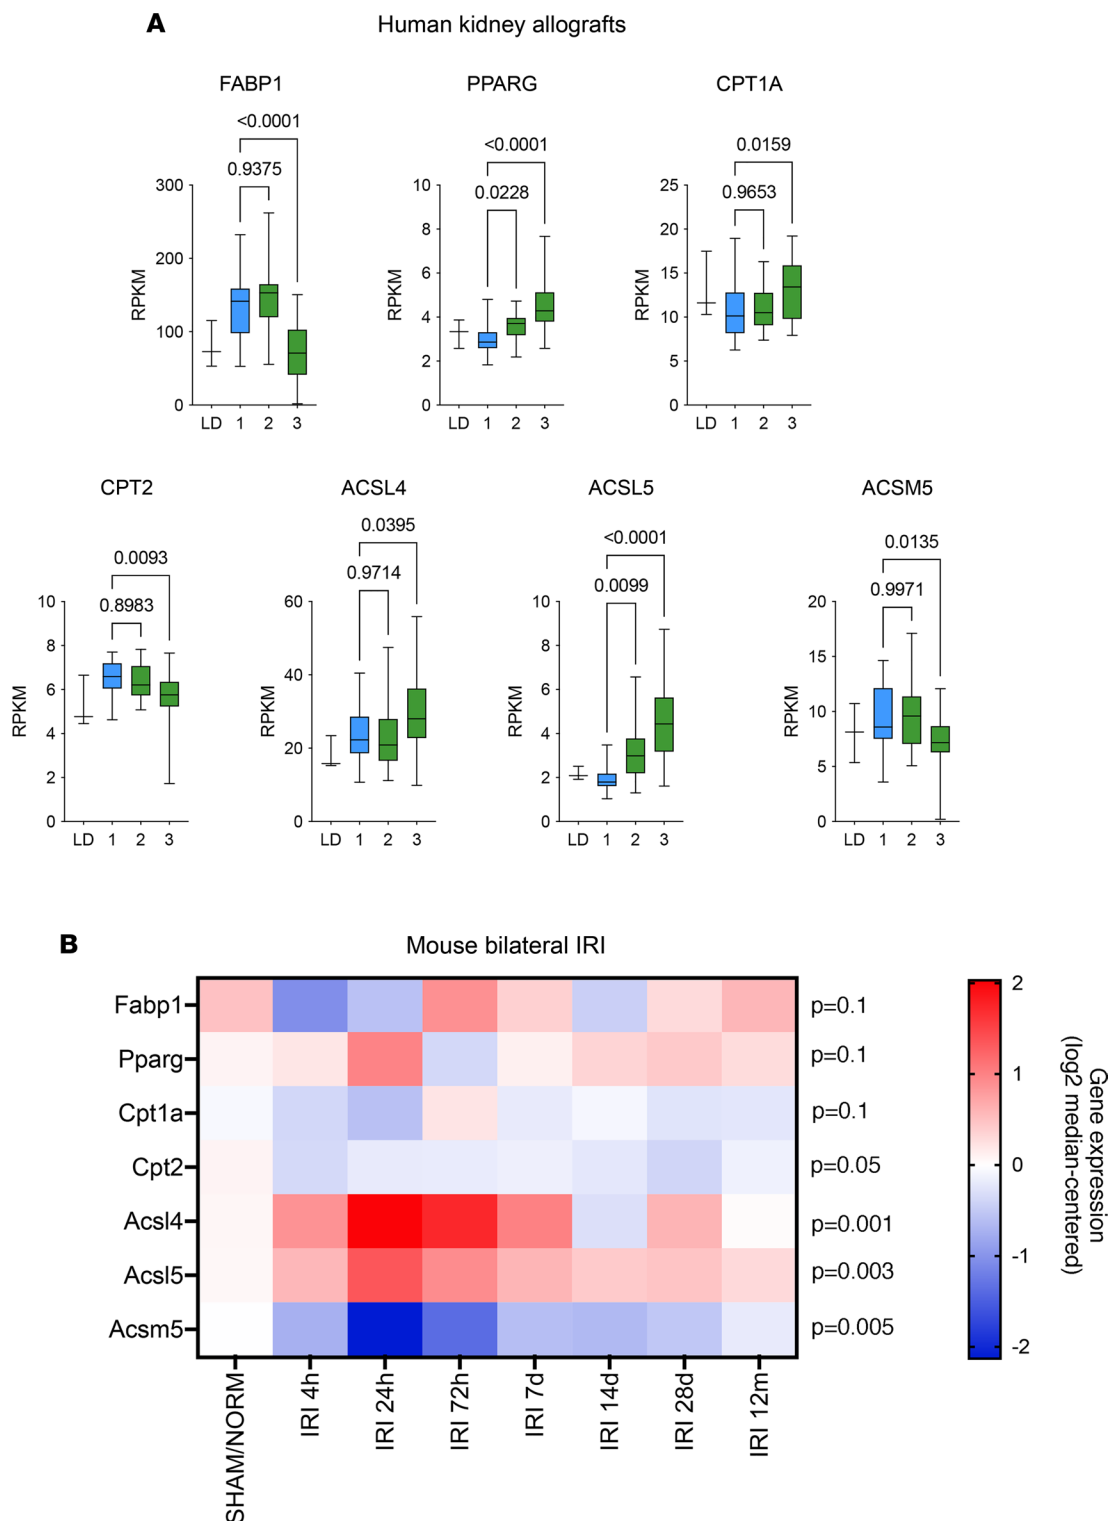 A
Human kidney allografts
FABP1
PPARG
CPT1A
<0.0001
0.9375
<0.0001
0.0228
0.0159
0.9653
RPKM
300
200
100
0
LD 1 2 3
RPKM
10
8
6
4
2
0
LD 1 2 3
RPKM
25
20
15
10
5
0
LD 1 2 3
CPT2
ACSL4
ACSL5
ACSM5
0.0093
0.8983
0.0395
0.9714
<0.0001
0.0099
0.0135
0.9971
RPKM
10
8
6
4
2
0
LD 1 2 3
RPKM
60
40
20
0
LD 1 2 3
RPKM
10
8
6
4
2
0
LD 1 2 3
RPKM
20
15
10
5
0
LD 1 2 3
B
Mouse bilateral IRI
Fabp1 p=0.1
Pparg p=0.1
Cpt1a p=0.1
Cpt2 p=0.05
Acsl4 p=0.001
Acsl5 p=0.003
Acsm5 p=0.005
SHAM/NORM
IRI 4h
IRI 24h
IRI 72h
IRI 7d
IRI 14d
IRI 28d
IRI 12m
2
1
0
-1
-2
Gene expression
(log2 median-centered)